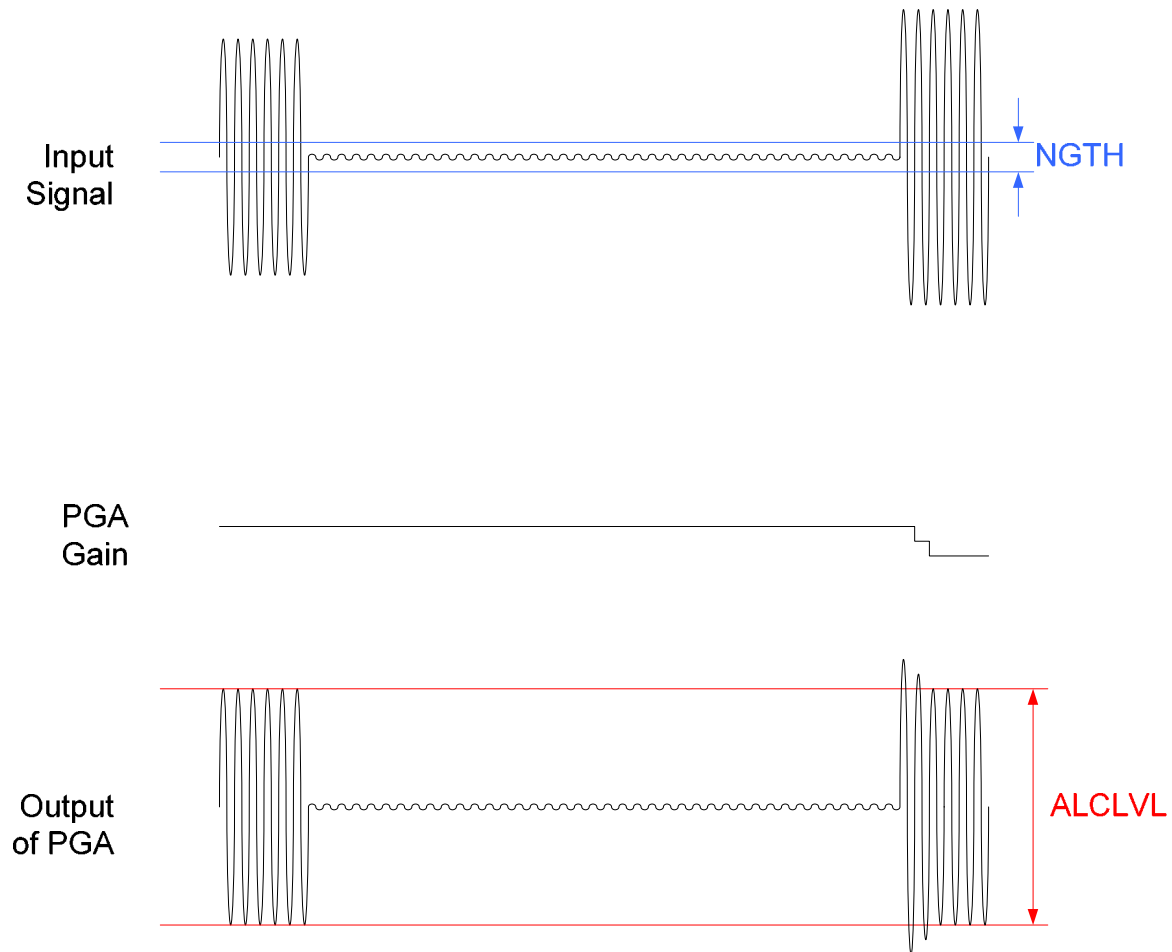 Input
Signal
NGTH
PGA
Gain
Output
of PGA
ALCLVL